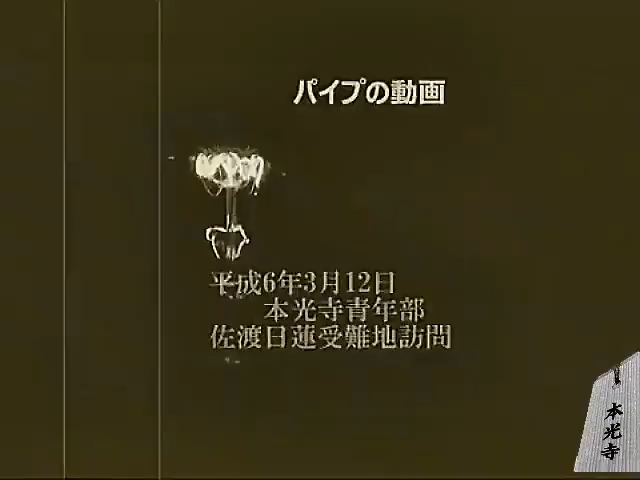 パイプの動画
平成6年3月12日
本光寺青年部
佐渡日蓮受難地訪問
本光寺